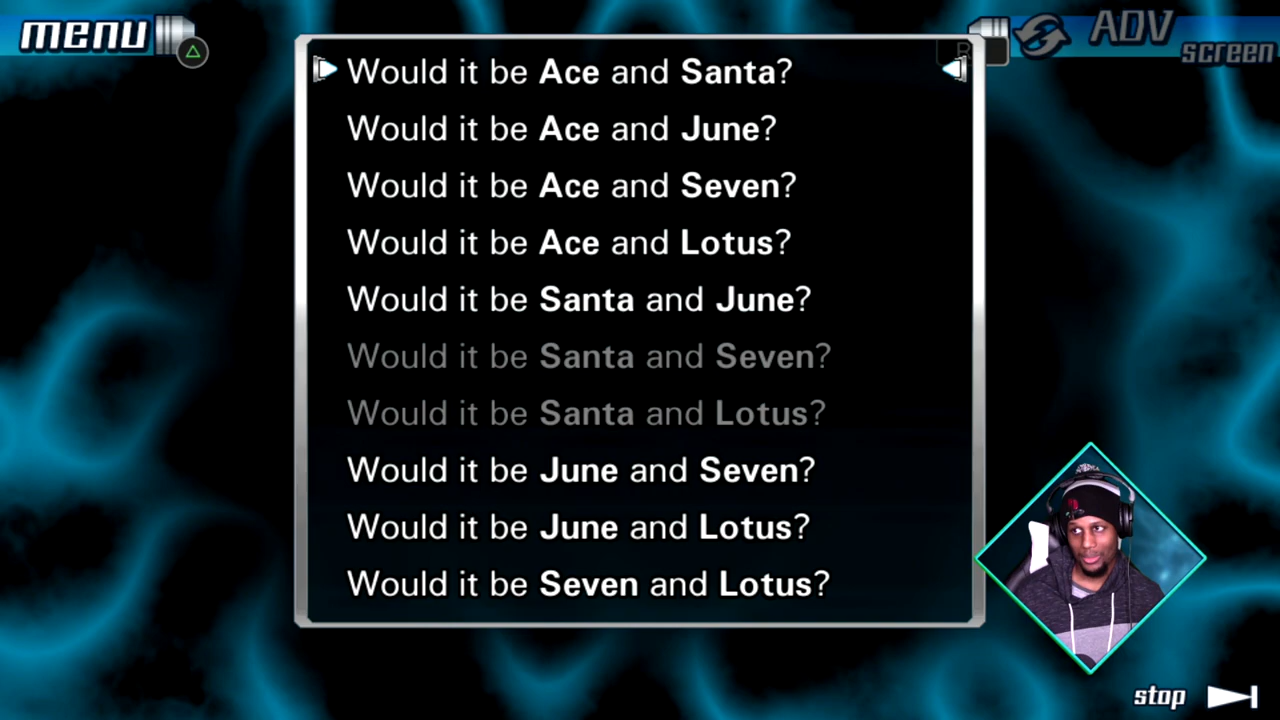 menu
ADV
screen
Would it be Ace and Santa?
Would it be Ace and June?
Would it be Ace and Seven?
Would it be Ace and Lotus?
Would it be Santa and June?
Would it be Santa and Seven?
Would it be Santa and Lotus?
Would it be June and Seven?
Would it be June and Lotus?
Would it be Seven and Lotus?
stop